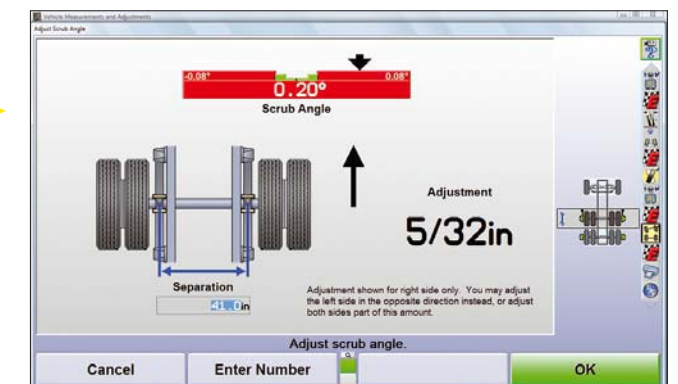 Vehicle Measurements and Adjustments
Adjust Scrub Angle
-0.08° 0.08°
0.20°
Scrub Angle
Adjustment
5/32in
Separation
41.0in
Adjustment shown for right side only. You may adjust
the left side in the opposite direction instead, or adjust
both sides part of this amount.
Adjust scrub angle.
Cancel
Enter Number
OK